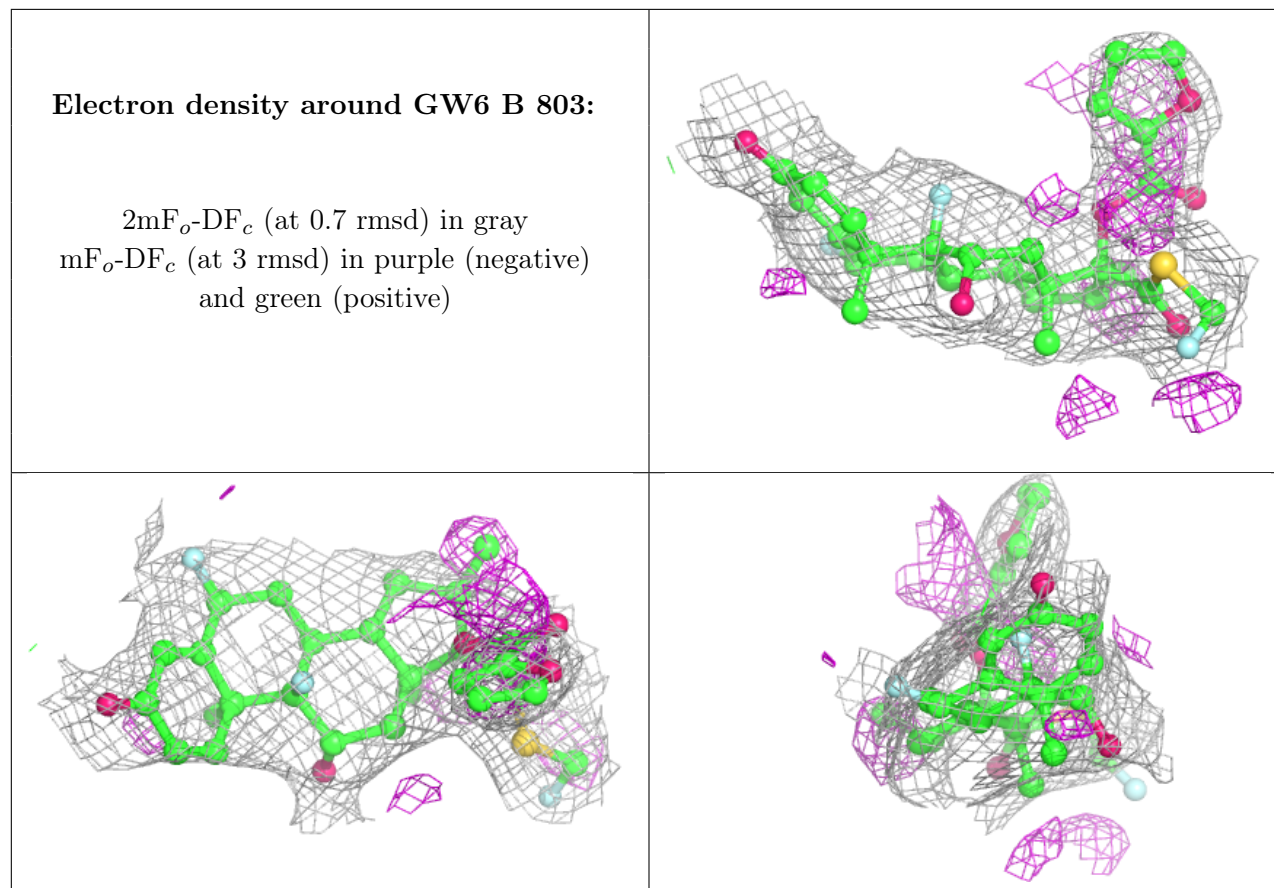 Electron density around GW6 B 803:
2mFo-DFc (at 0.7 rmsd) in gray
mFo-DFc (at 3 rmsd) in purple (negative)
and green (positive)